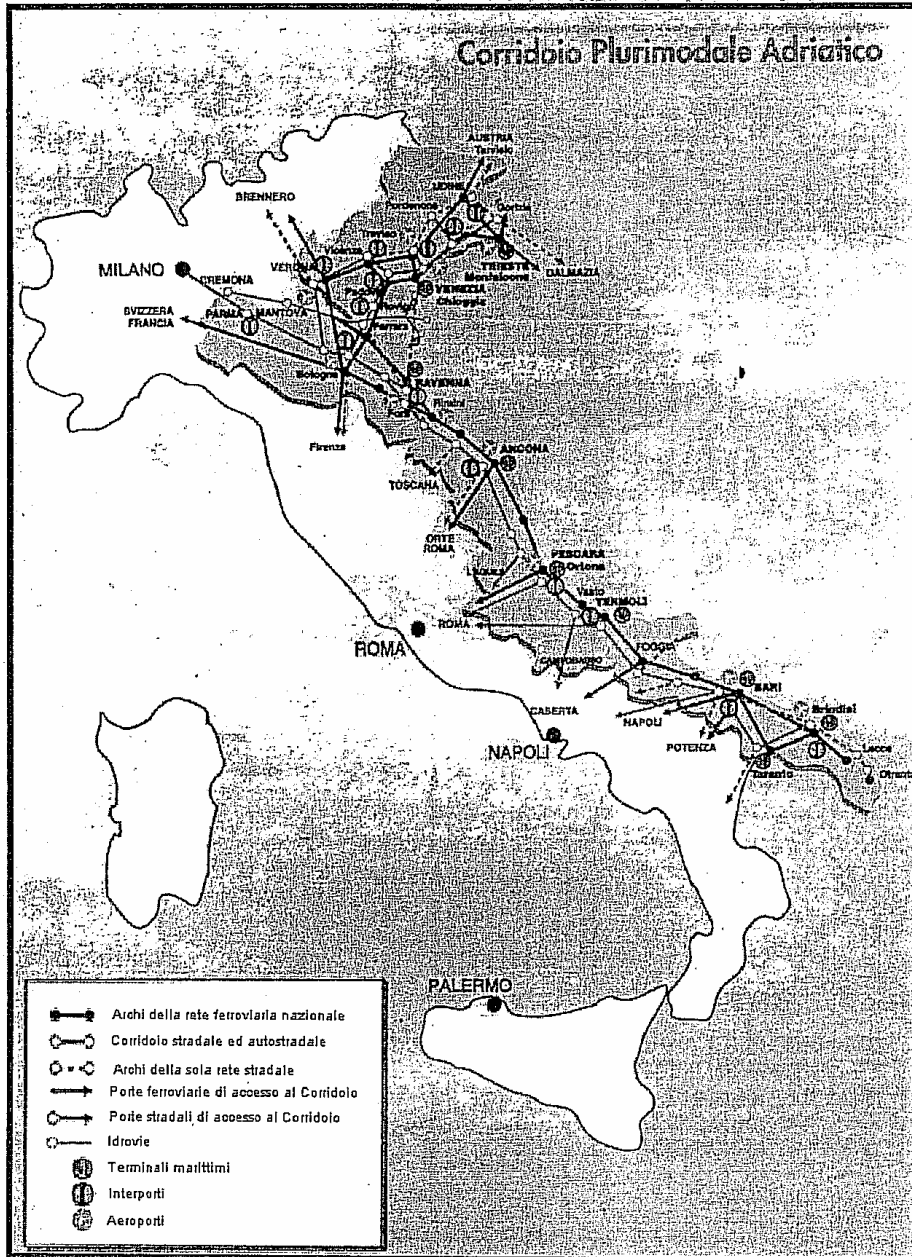 Corridoio Plurimodale Adriatico
AUSTRIA
Tarvisio
UDINE
BRENNERO
Pordenone
Gorizia
Treviso
Vicenza
TRIESTE
Monfalcone
DALMAZIA
VERONA
MILANO
CREMONA
VENEZIA
Chioggia
SVIZZERA
FRANCIA
PARMA
MANTOVA
Ferrara
Bologna
RAVENNA
Rimini
Firenze
ANCONA
TOSCANA
ORTE
ROMA
PESCARA
Ortona
Vasto
TERMOLI
ROMA
ROMA
FOGGIA
CAMPOBASSO
BARI
CASERTA
NAPOLI
Brindisi
POTENZA
NAPOLI
Lecce
Taranto
Otranto
PALERMO
Archi della rete ferroviaria nazionale
Corridoio stradale ed autostradale
Archi della sola rete stradale
Porte ferroviarie di accesso al Corridoio
Porte stradali di accesso al Corridoio
Idrovie
Terminali marittimi
Interporti
Aeroporti